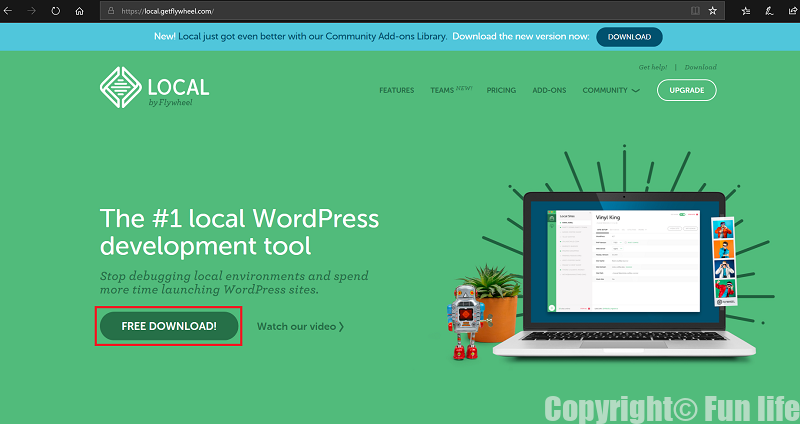 https://local.getflywheel.com/
New! Local just got even better with our Community Add-ons Library. Download the new version now: DOWNLOAD
Get help! | Download
LOCAL
by Flywheel
FEATURES TEAMS NEW! PRICING ADD-ONS COMMUNITY UPGRADE
The #1 local WordPress
development tool
Stop debugging local environments and spend
more time launching WordPress sites.
FREE DOWNLOAD! Watch our video
Local Sites
Vinyl King
Copyright© Fun life